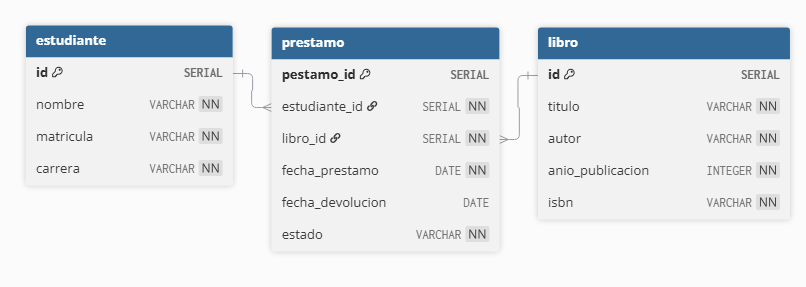 estudiante
id SERIAL
nombre VARCHAR NN
matricula VARCHAR NN
carrera VARCHAR NN
prestamo
pestamo_id SERIAL
estudiante_id SERIAL NN
libro_id SERIAL NN
fecha_prestamo DATE NN
fecha_devolucion DATE
estado VARCHAR NN
libro
id SERIAL
titulo VARCHAR NN
autor VARCHAR NN
anio_publicacion INTEGER NN
isbn VARCHAR NN